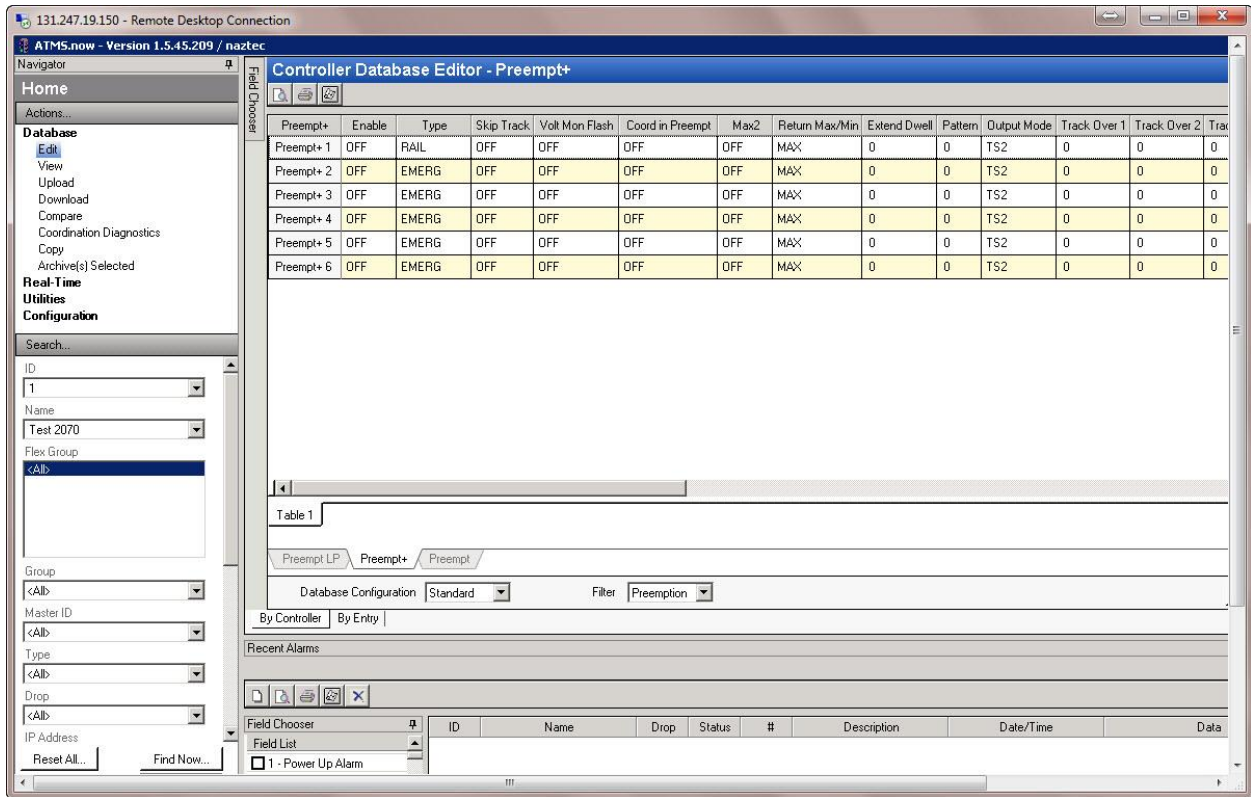 131.247.19.150 - Remote Desktop Connection
ATMS.now - Version 1.5.45.209 / naztec
Navigator
Home
Actions...
Database
Edit
View
Upload
Download
Compare
Coordination Diagnostics
Copy
Archive(s) Selected
Real-Time
Utilities
Configuration
Search...
ID
1
Name
Test 2070
Flex Group
<All>
Group
<All>
Master ID
<All>
Type
<All>
Drop
<All>
IP Address
Reset All... Find Now...
Field Chooser
Controller Database Editor - Preempt+
Preempt+ Enable Type Skip Track Volt Mon Flash Coord in Preempt Max2 Return Max/Min Extend Dwell Pattern Output Mode Track Over 1 Track Over 2
Preempt+ 1 OFF RAIL OFF OFF OFF OFF MAX 0 0 TS2 0 0 0
Preempt+ 2 OFF EMERG OFF OFF OFF OFF MAX 0 0 TS2 0 0 0
Preempt+ 3 OFF EMERG OFF OFF OFF OFF MAX 0 0 TS2 0 0 0
Preempt+ 4 OFF EMERG OFF OFF OFF OFF MAX 0 0 TS2 0 0 0
Preempt+ 5 OFF EMERG OFF OFF OFF OFF MAX 0 0 TS2 0 0 0
Preempt+ 6 OFF EMERG OFF OFF OFF OFF MAX 0 0 TS2 0 0 0
Table 1
Preempt LP Preempt+ Preempt
Database Configuration Standard Filter Preemption
By Controller By Entry
Recent Alarms
Field Chooser
Field List
1 - Power Up Alarm
ID Name Drop Status # Description Date/Time Data